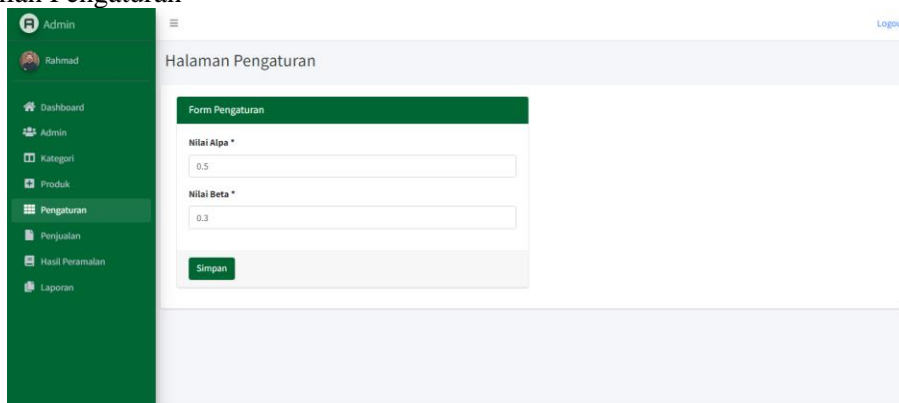 Pengaturan
Admin
Rahmad
Dashboard
Admin
Kategori
Produk
Pengaturan
Penjualan
Hasil Peramalan
Laporan
Halaman Pengaturan
Form Pengaturan
Nilai Alpa *
0.5
Nilai Beta *
0.3
Simpan